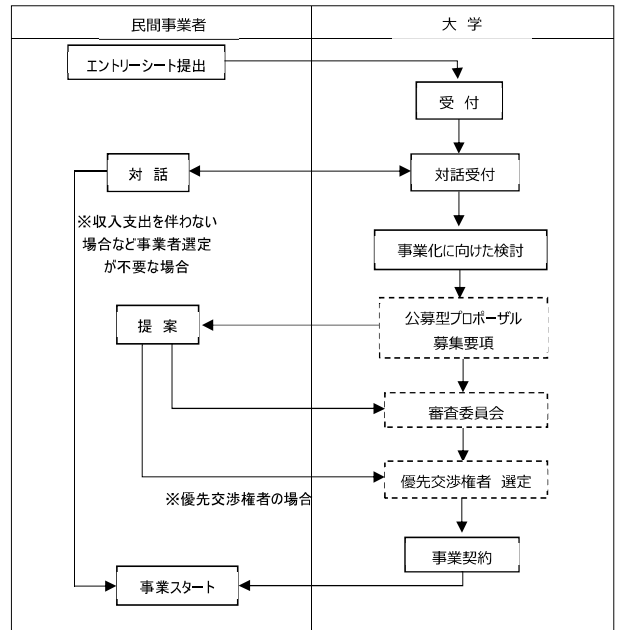 民間事業者
大 学
エントリーシート提出
受 付
対 話
対話受付
※収入支出を伴わない
場合など事業者選定
が不要な場合
事業化に向けた検討
提 案
公募型プロポーザル
募集要項
審査委員会
優先交渉権者 選定
※優先交渉権者の場合
事業契約
事業スタート